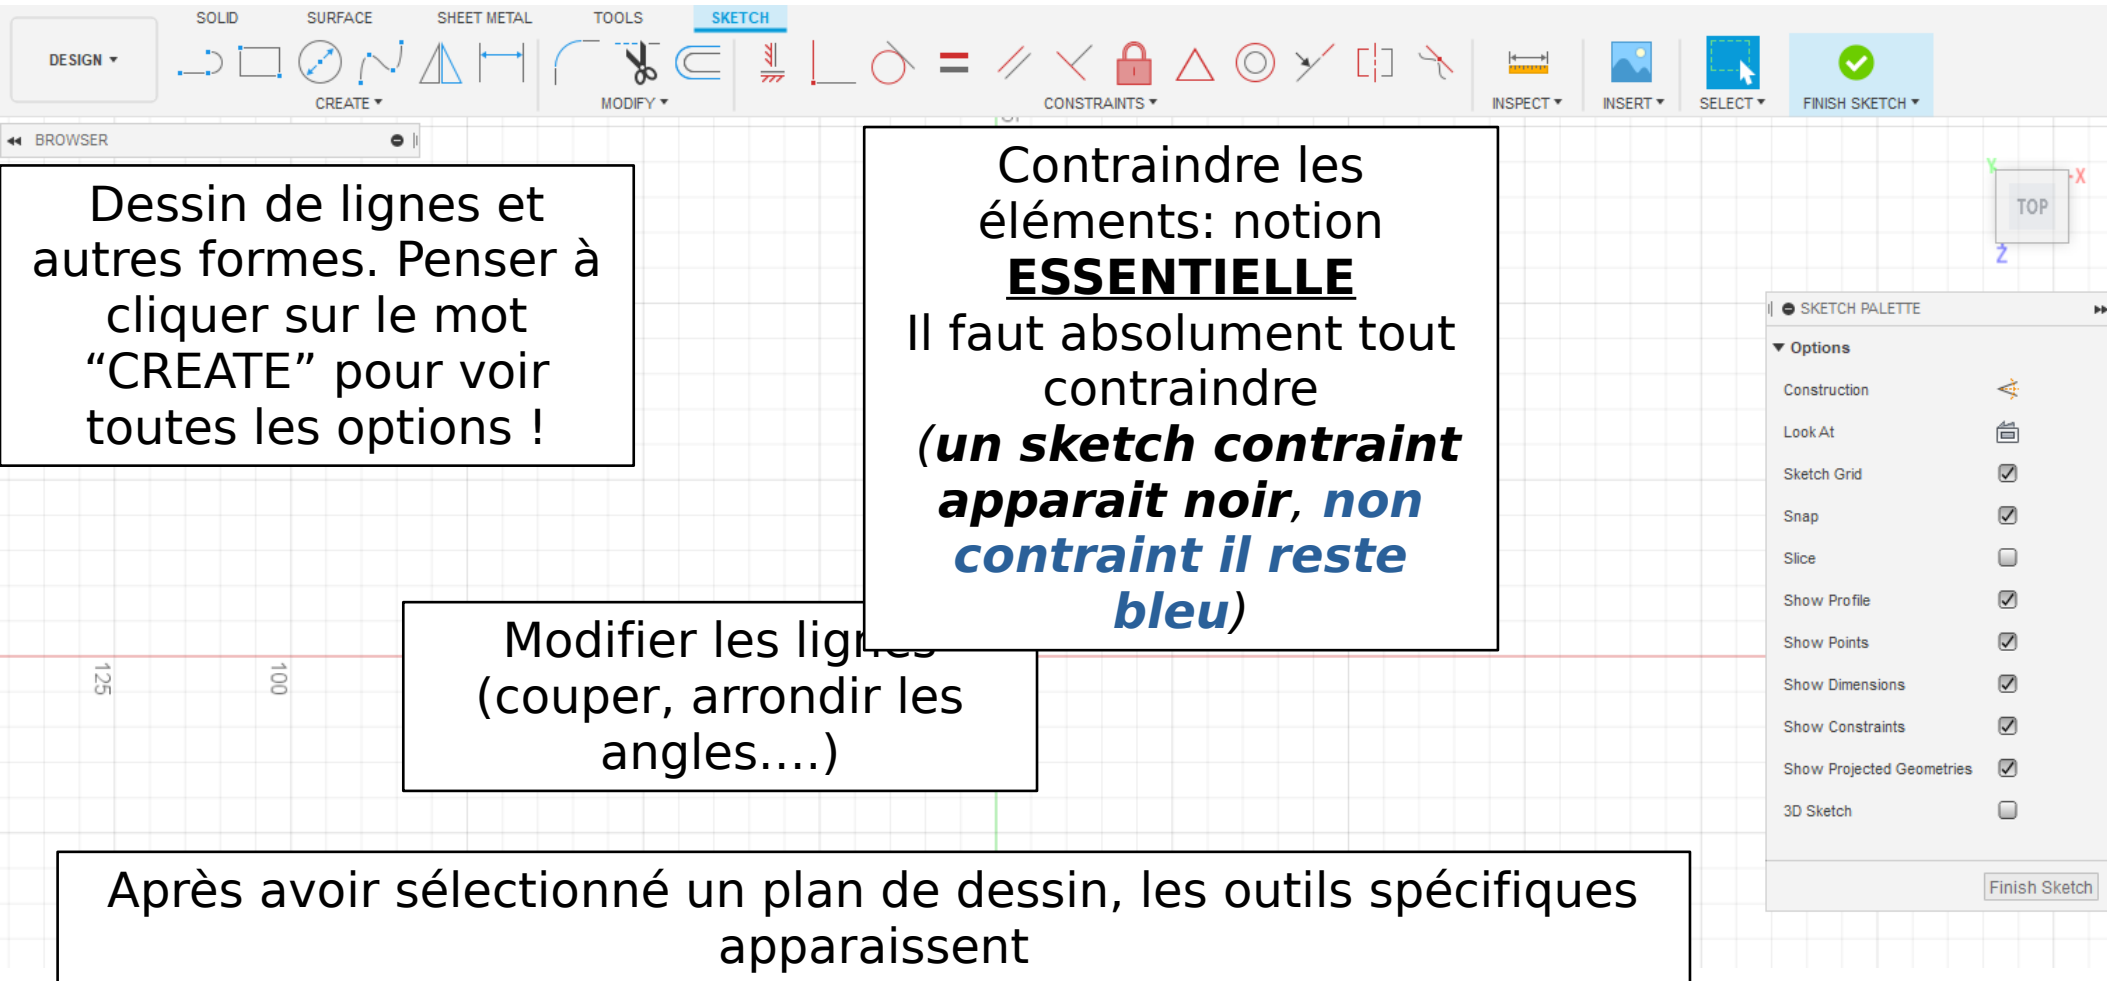 SOLID SURFACE SHEET METAL TOOLS SKETCH
DESIGN
CREATE MODIFY CONSTRAINTS INSPECT INSERT SELECT FINISH SKETCH
BROWSER
Dessin de lignes et
autres formes. Penser à
cliquer sur le mot
“CREATE” pour voir
toutes les options !
Contraindre les
éléments: notion
ESSENTIELLE
Il faut absolument tout
contraindre
(un sketch contraint
apparait noir, non
contraint il reste
bleu)
Modifier les lignes
(couper, arrondir les
angles....)
125
100
Après avoir sélectionné un plan de dessin, les outils spécifiques
apparaissent
Y
X
TOP
Z
SKETCH PALETTE
Options
Construction
Look At
Sketch Grid
Snap
Slice
Show Profile
Show Points
Show Dimensions
Show Constraints
Show Projected Geometries
3D Sketch
Finish Sketch